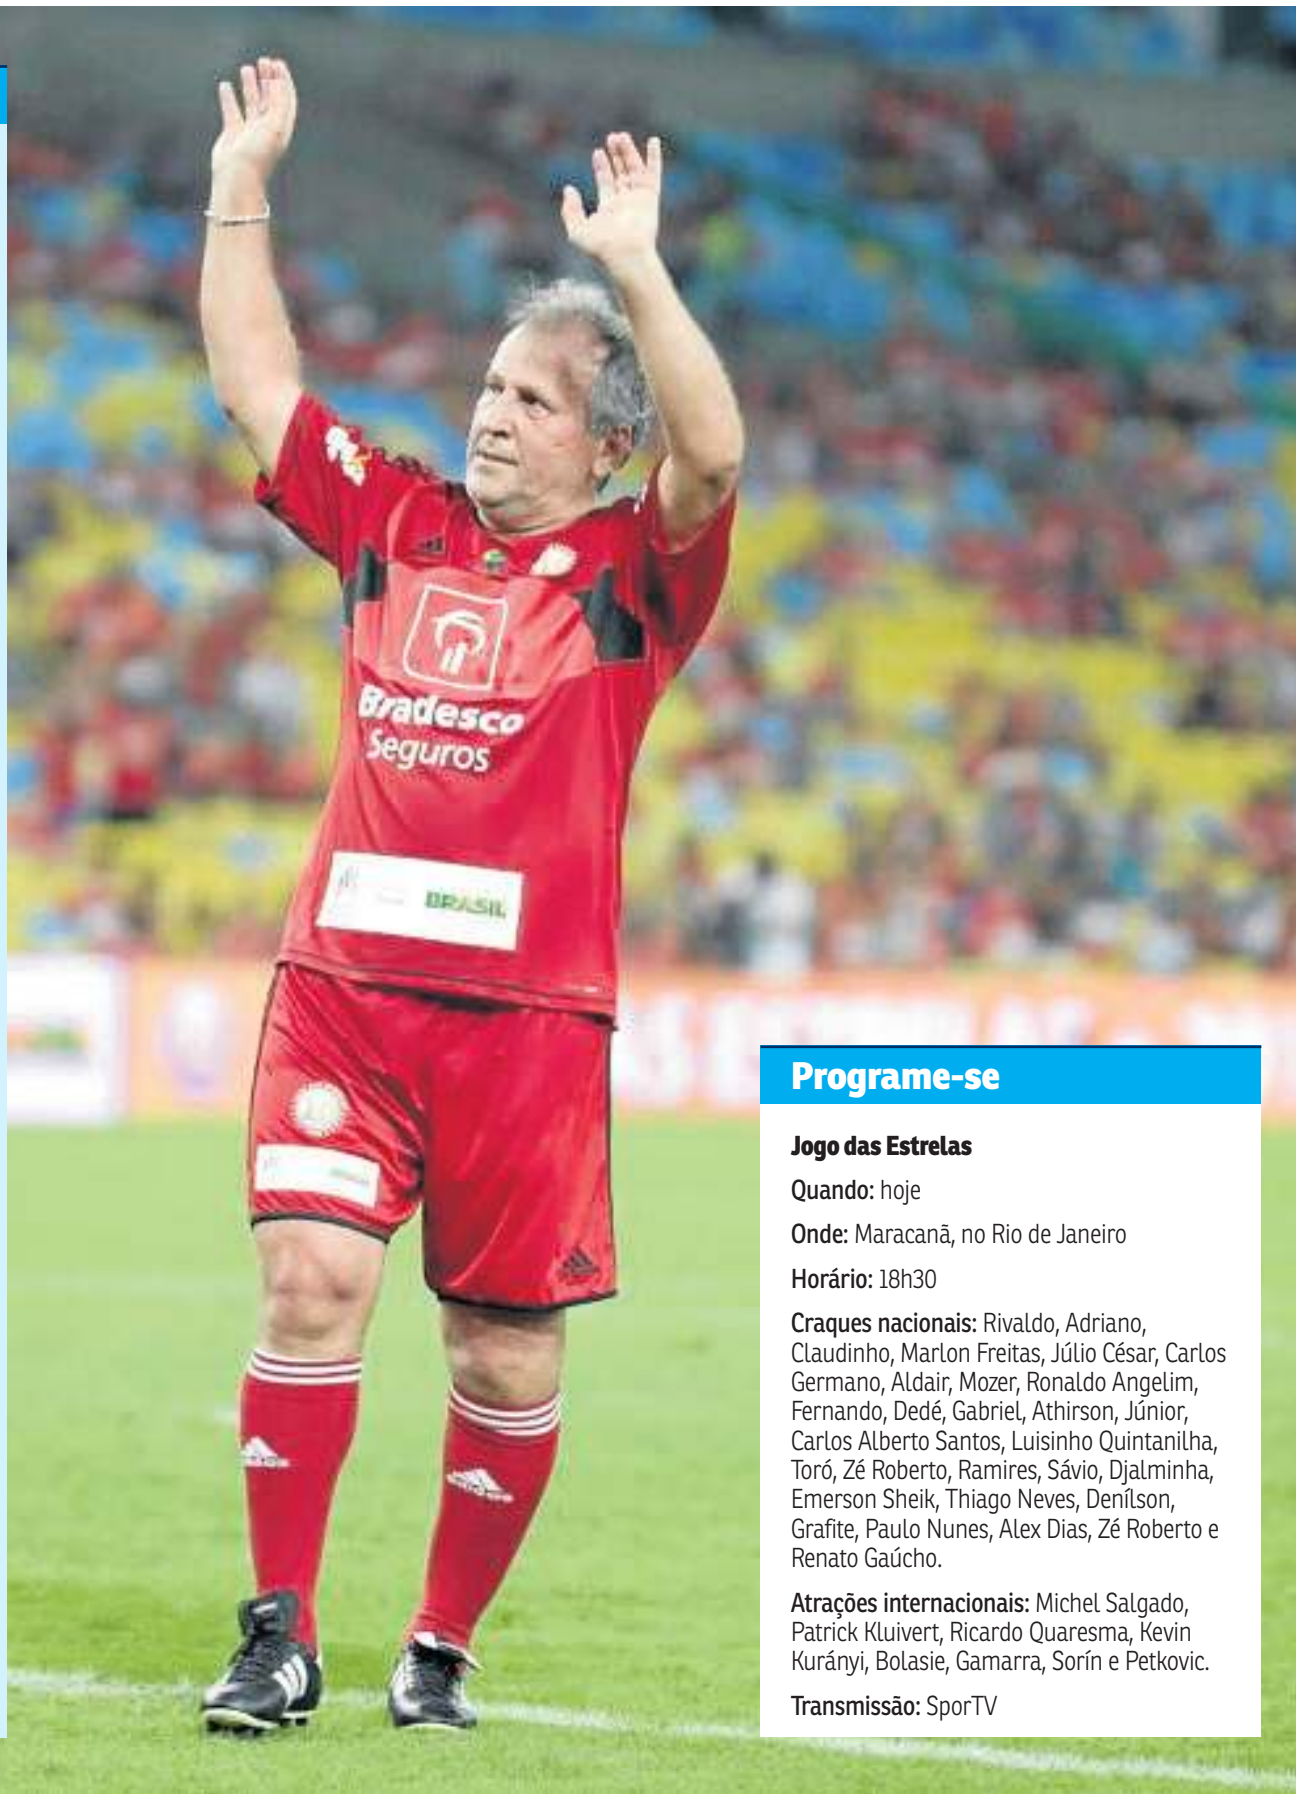 Bradesco
Seguros
BRASIL
Programe-se
Jogo das Estrelas
Quando: hoje
Onde: Maracanã, no Rio de Janeiro
Horário: 18h30
Craques nacionais: Rivaldo, Adriano,
Claudinho, Marlon Freitas, Júlio César, Carlos
Germano, Aldair, Mozer, Ronaldo Angelim,
Fernando, Dedé, Gabriel, Athirson, Júnior,
Carlos Alberto Santos, Luisinho Quintanilha,
Toró, Zé Roberto, Ramires, Sávio, Djalminha,
Emerson Sheik, Thiago Neves, Denílson,
Grafite, Paulo Nunes, Alex Dias, Zé Roberto e
Renato Gaúcho.
Atrações internacionais: Michel Salgado,
Patrick Kluivert, Ricardo Quaresma, Kevin
Kurányi, Bolasie, Gamarra, Sorín e Petkovic.
Transmissão: SporTV